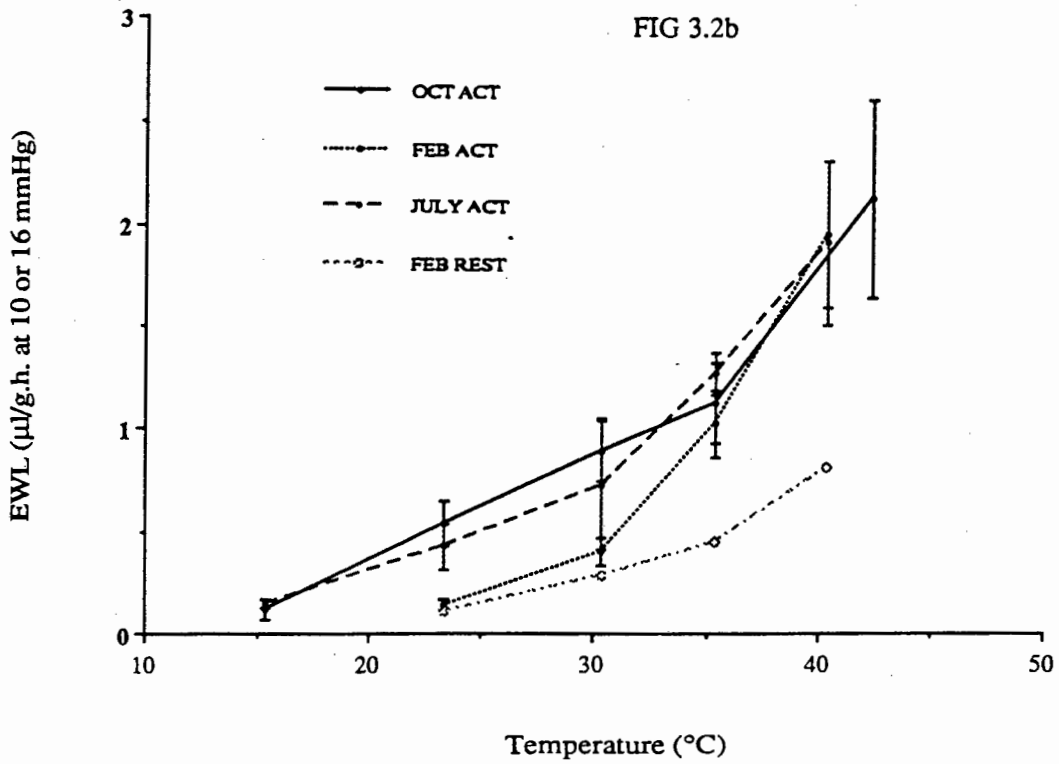 FIG 3.2b
3
2
1
0
EWL (µl/g.h. at 10 or 16 mmHg)
OCT ACT
FEB ACT
JULY ACT
FEB REST
10 20 30 40 50
Temperature (°C)